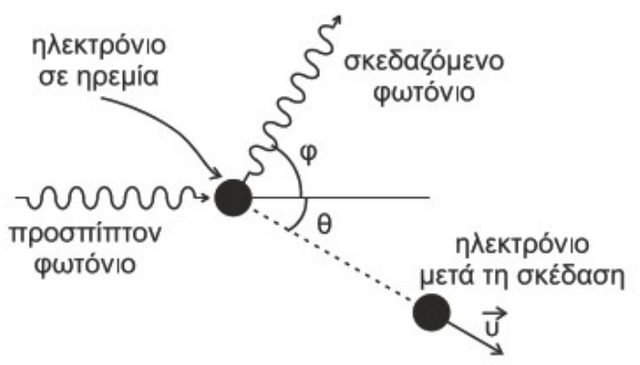 ηλεκτρόνιο
σε ηρεμία
σκεδαζόμενο
φωτόνιο
φ
θ
προσπίπτον
φωτόνιο
ηλεκτρόνιο
μετά τη σκέδαση
υ